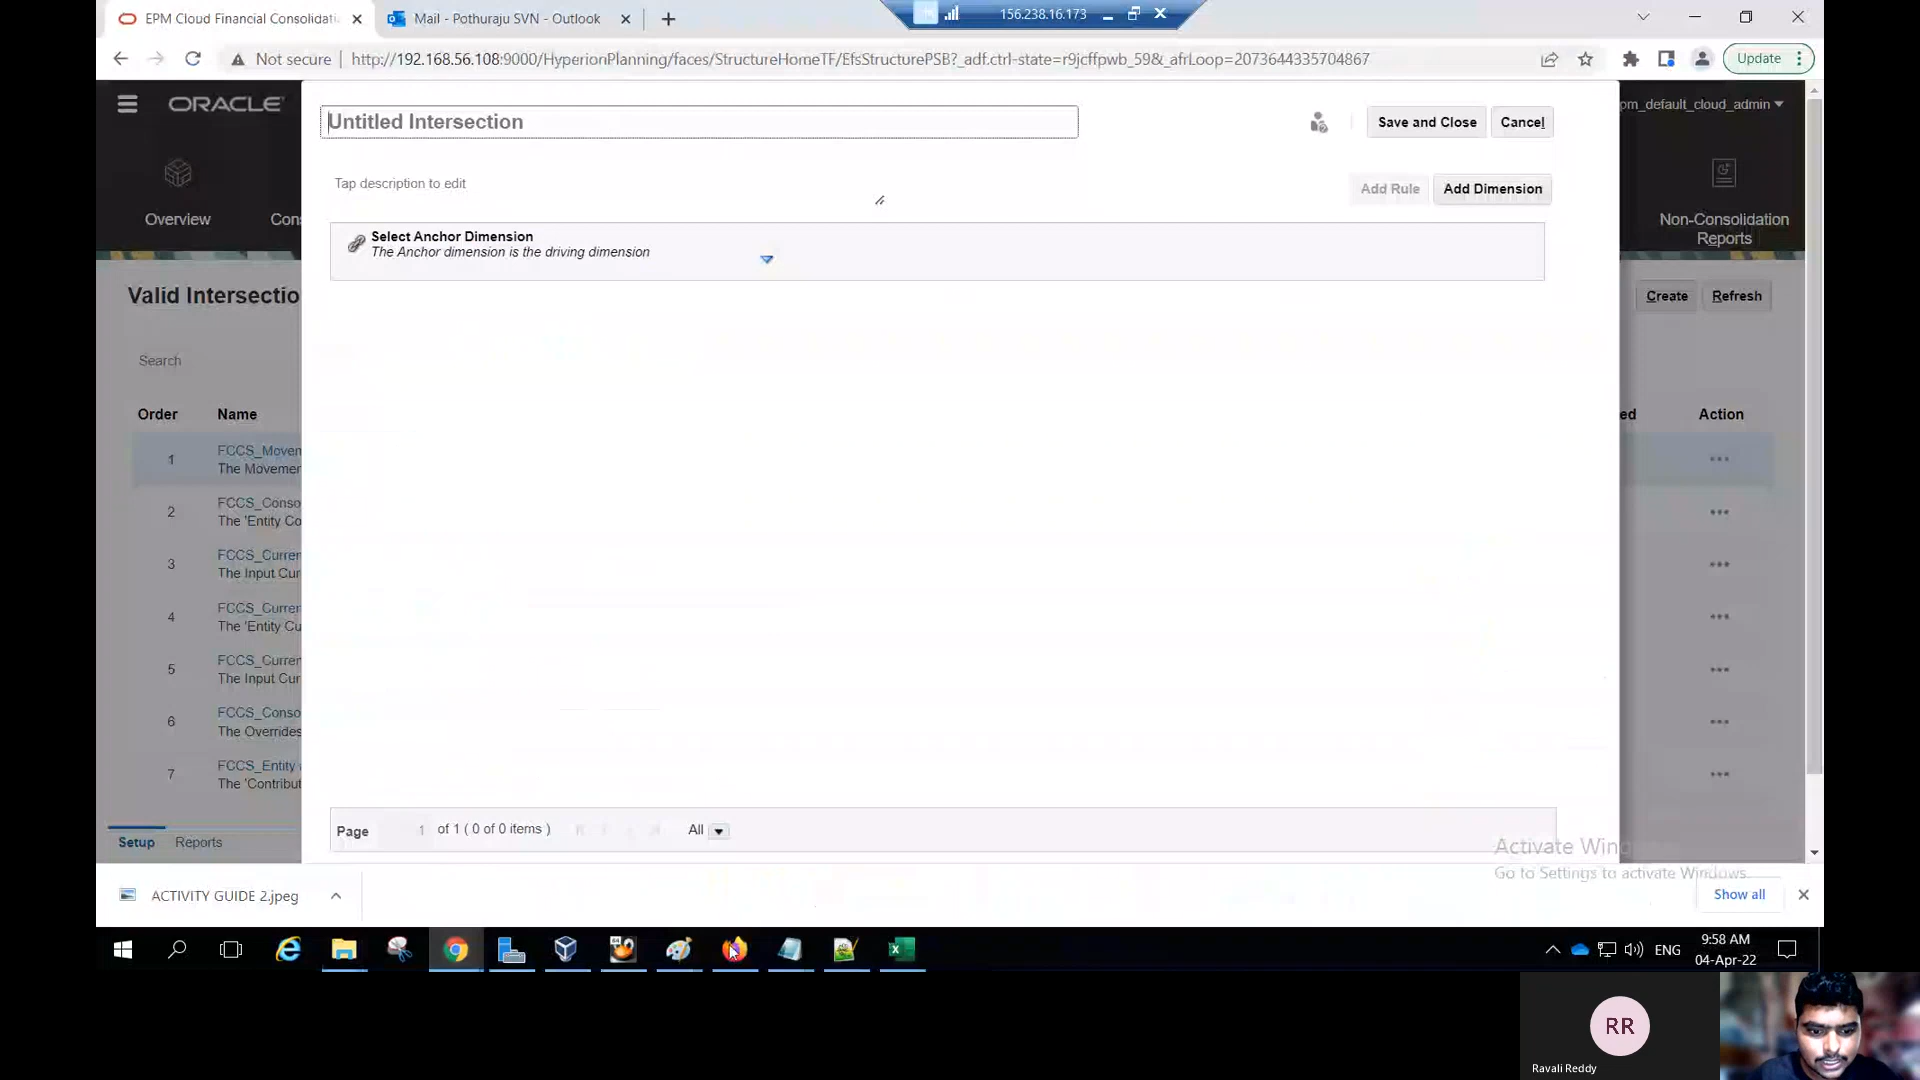 EPM Cloud Financial Consolidati
Mail - Pothuraju SVN - Outlook
156.238.16.173
Not secure
http://192.168.56.108:9000/HyperionPlanning/faces/StructureHomeTF/EfsStructurePSB?_adf.ctrl-state=r9jcffpwb_59&_afrLoop=2073644335704867
Update
ORACLE
pm_default_cloud_admin
Untitled Intersection
Save and Close
Cancel
Tap description to edit
Add Rule
Add Dimension
Overview
Con
Non-Consolidation
Reports
Select Anchor Dimension
The Anchor dimension is the driving dimension
Valid Intersectio
Create
Refresh
Search
Order
Name
ed
Action
1
FCCS_Movem
The Movemen
2
FCCS_Conso
The 'Entity Co
3
FCCS_Curren
The Input Cur
4
FCCS_Curren
The 'Entity Cu
5
FCCS_Curren
The Input Cur
6
FCCS_Conso
The Overrides
7
FCCS_Entity
The 'Contribut
Page 1 of 1 ( 0 of 0 items ) All
Setup
Reports
Activate Win
Go to Settings to activate Windows.
ACTIVITY GUIDE 2.jpeg
Show all
ENG
9:58 AM
04-Apr-22
RR
Ravali Reddy